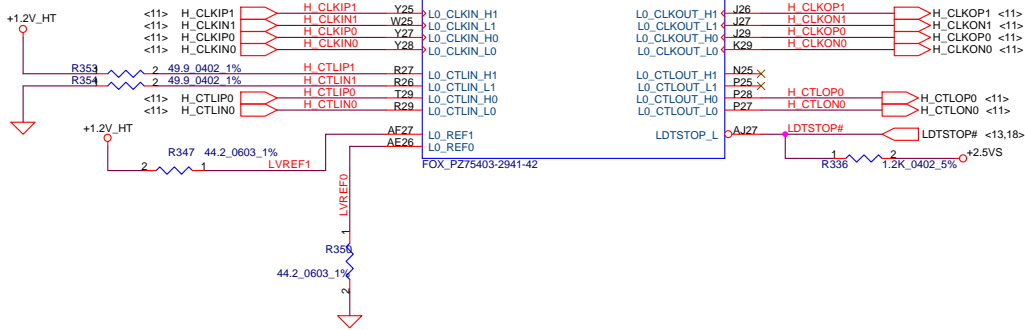 <11> H_CLKIP1 H_CLKIP1 Y25 L0_CLKIN_H1 L0_CLKOUT_H1 J26 H_CLKOP1 H_CLKOP1 <11>
+1.2V_HT <11> H_CLKIN1 H_CLKIN1 W25 L0_CLKIN_L1 L0_CLKOUT_L1 J27 H_CLKON1 H_CLKON1 <11>
<11> H_CLKIP0 H_CLKIP0 Y27 L0_CLKIN_H0 L0_CLKOUT_H0 J29 H_CLKOP0 H_CLKOP0 <11>
<11> H_CLKIN0 H_CLKIN0 Y28 L0_CLKIN_L0 L0_CLKOUT_L0 K29 H_CLKON0 H_CLKON0 <11>
R353 2 49.9_0402_1% H_CTLIP1 R27 L0_CTLIN_H1 L0_CTLOUT_H1 N25
R354 2 49.9_0402_1% H_CTLIN1 R26 L0_CTLIN_L1 L0_CTLOUT_L1 P25
<11> H_CTLIP0 H_CTLIP0 T29 L0_CTLIN_H0 L0_CTLOUT_H0 P28 H_CTLOP0 H_CTLOP0 <11>
<11> H_CTLIN0 H_CTLIN0 R29 L0_CTLIN_L0 L0_CTLOUT_L0 P27 H_CTLON0 H_CTLON0 <11>
+1.2V_HT AF27 L0_REF1 LDTSTOP_L AJ27 LDTSTOP# LDTSTOP# <13,18>
AE26 L0_REF0
R347 44.2_0603_1%
2 1 LVREF1
FOX_PZ75403-2941-42
1 2 +2.5VS
R336 1.2K_0402_5%
LVREF0
1
R350
44.2_0603_1%
2